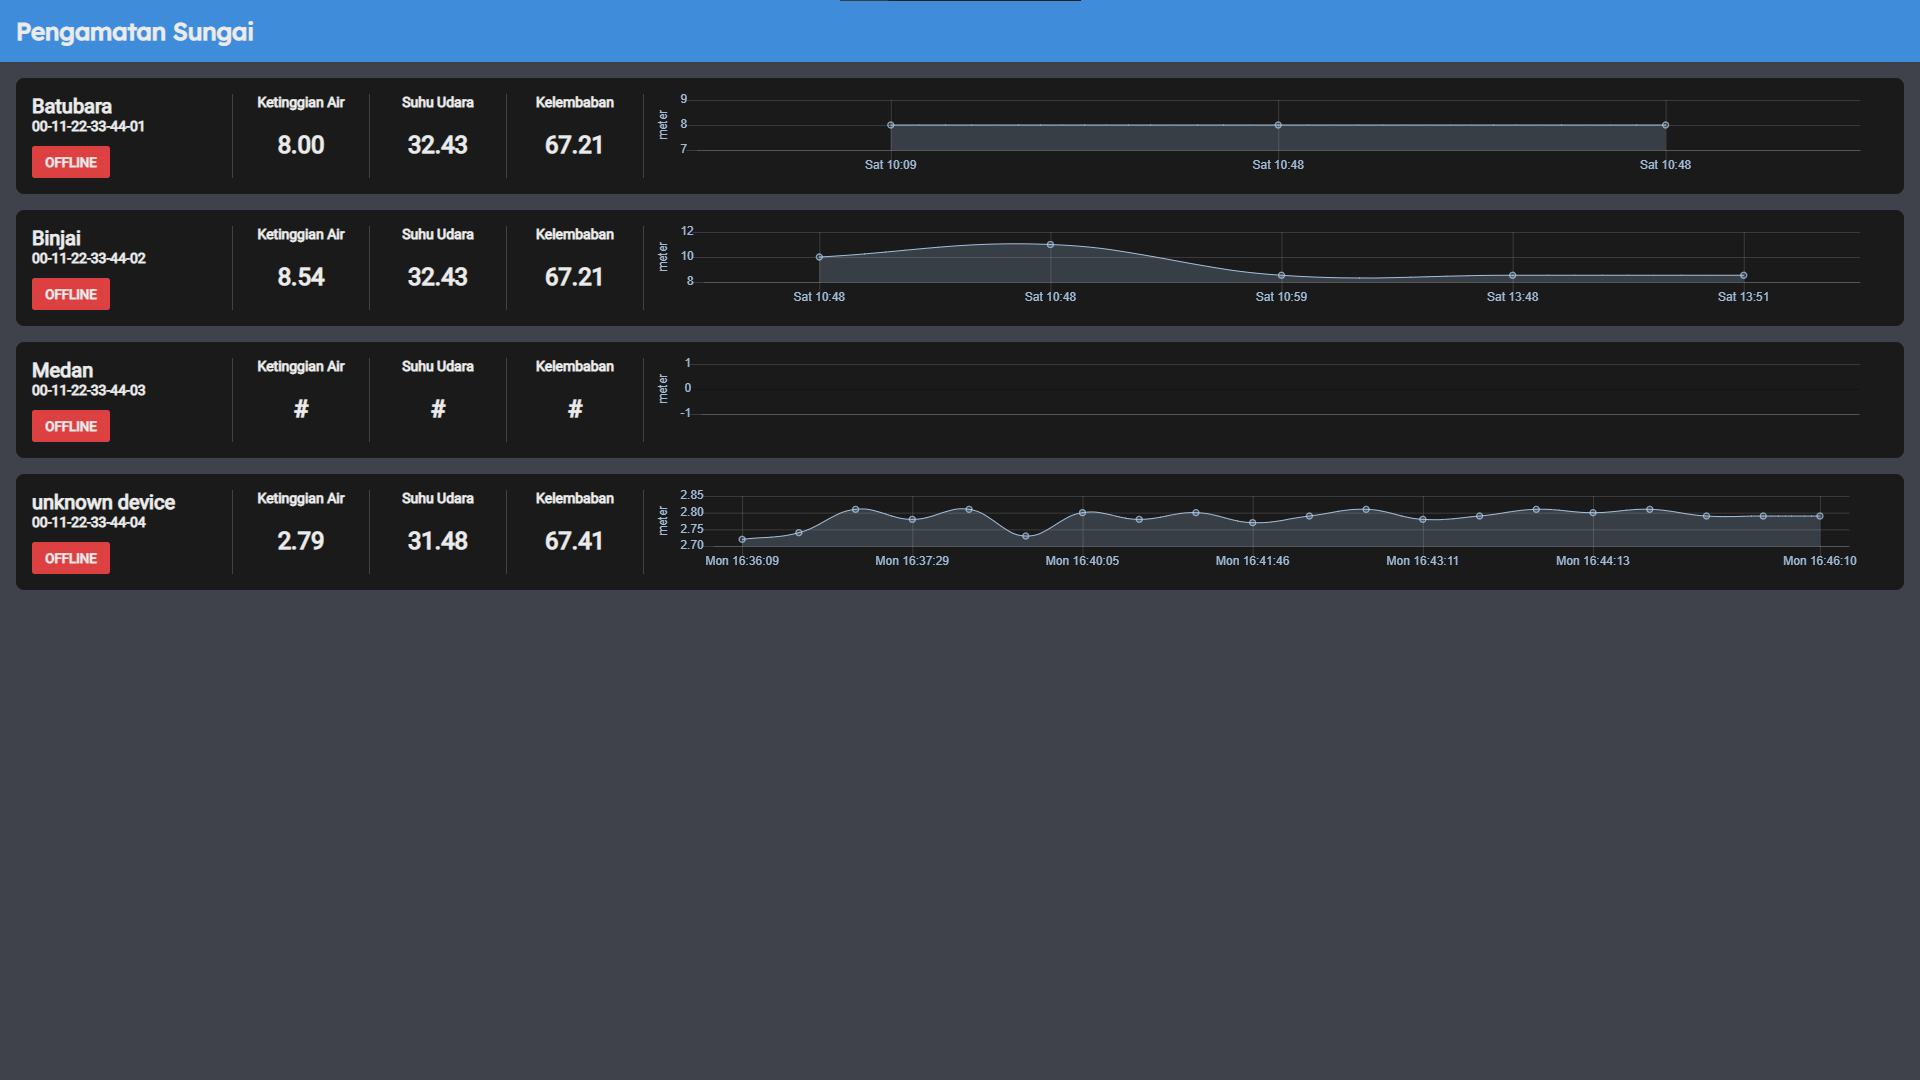 Pengamatan Sungai
Batubara
00-11-22-33-44-01
OFFLINE
Ketinggian Air
8.00
Suhu Udara
32.43
Kelembaban
67.21
meter
9
8
7
Sat 10:09 Sat 10:48 Sat 10:48
Binjai
00-11-22-33-44-02
OFFLINE
Ketinggian Air
8.54
Suhu Udara
32.43
Kelembaban
67.21
meter
12
10
8
Sat 10:48 Sat 10:48 Sat 10:59 Sat 13:48 Sat 13:51
Medan
00-11-22-33-44-03
OFFLINE
Ketinggian Air
#
Suhu Udara
#
Kelembaban
#
meter
1
0
-1
unknown device
00-11-22-33-44-04
OFFLINE
Ketinggian Air
2.79
Suhu Udara
31.48
Kelembaban
67.41
meter
2.85
2.80
2.75
2.70
Mon 16:36:09 Mon 16:37:29 Mon 16:40:05 Mon 16:41:46 Mon 16:43:11 Mon 16:44:13 Mon 16:46:10